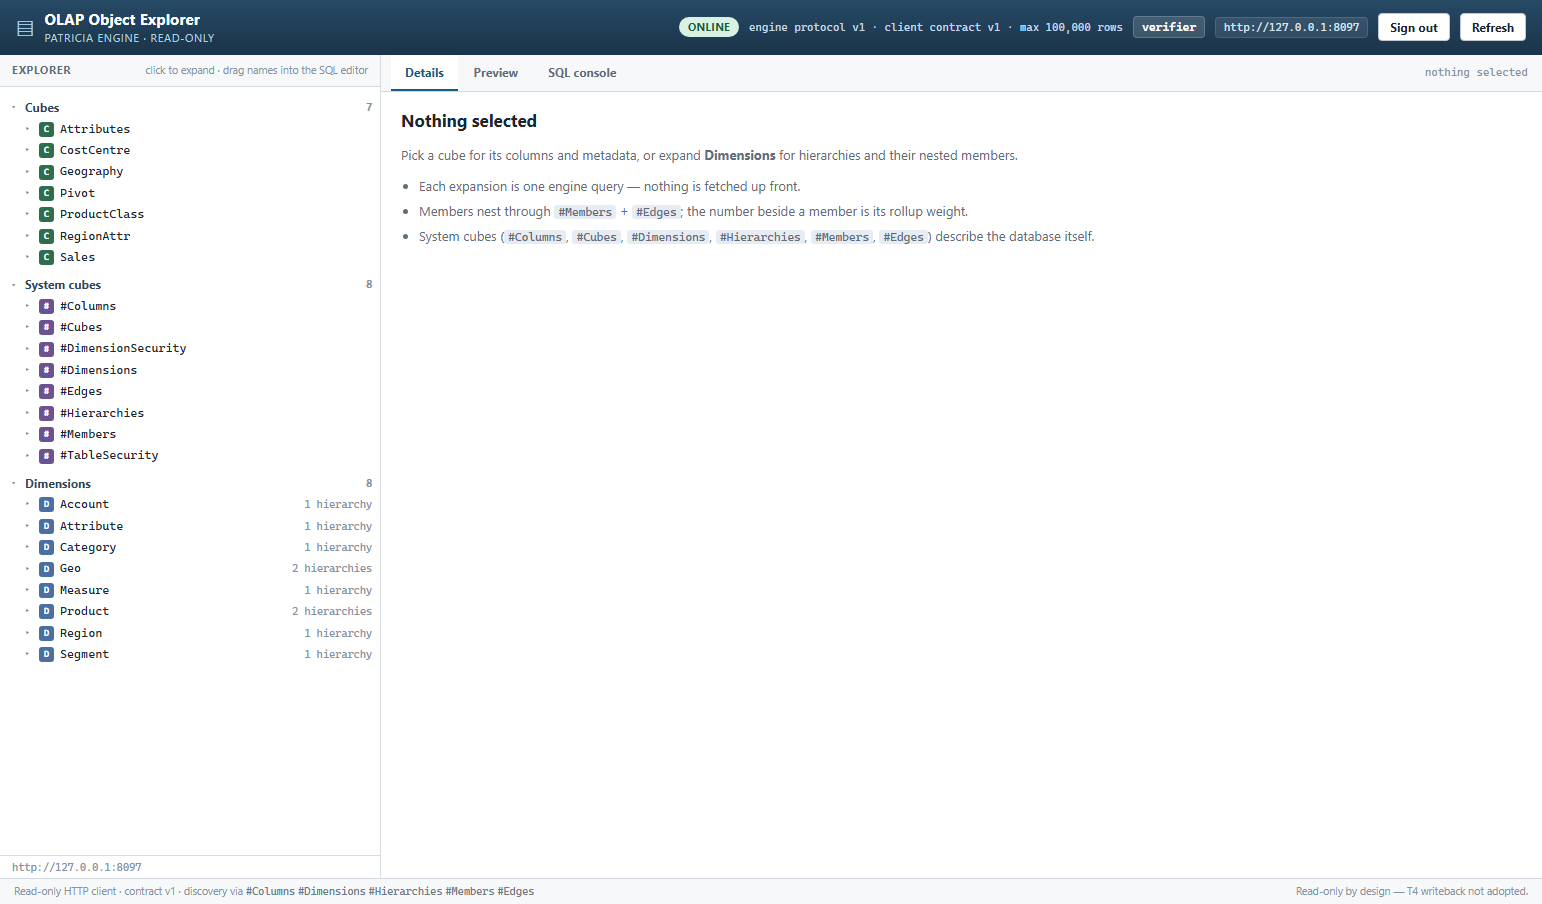 OLAP Object Explorer
PATRICIA ENGINE · READ-ONLY
ONLINE engine protocol v1 · client contract v1 · max 100,000 rows verifier http://127.0.0.1:8097 Sign out Refresh
EXPLORER click to expand · drag names into the SQL editor
Cubes 7
C Attributes
C CostCentre
C Geography
C Pivot
C ProductClass
C RegionAttr
C Sales
System cubes 8
# #Columns
# #Cubes
# #DimensionSecurity
# #Dimensions
# #Edges
# #Hierarchies
# #Members
# #TableSecurity
Dimensions 8
D Account 1 hierarchy
D Attribute 1 hierarchy
D Category 1 hierarchy
D Geo 2 hierarchies
D Measure 1 hierarchy
D Product 2 hierarchies
D Region 1 hierarchy
D Segment 1 hierarchy
http://127.0.0.1:8097
Details Preview SQL console nothing selected
Nothing selected
Pick a cube for its columns and metadata, or expand Dimensions for hierarchies and their nested members.
• Each expansion is one engine query — nothing is fetched up front.
• Members nest through #Members + #Edges; the number beside a member is its rollup weight.
• System cubes (#Columns, #Cubes, #Dimensions, #Hierarchies, #Members, #Edges) describe the database itself.
Read-only HTTP client · contract v1 · discovery via #Columns #Dimensions #Hierarchies #Members #Edges
Read-only by design — T4 writeback not adopted.